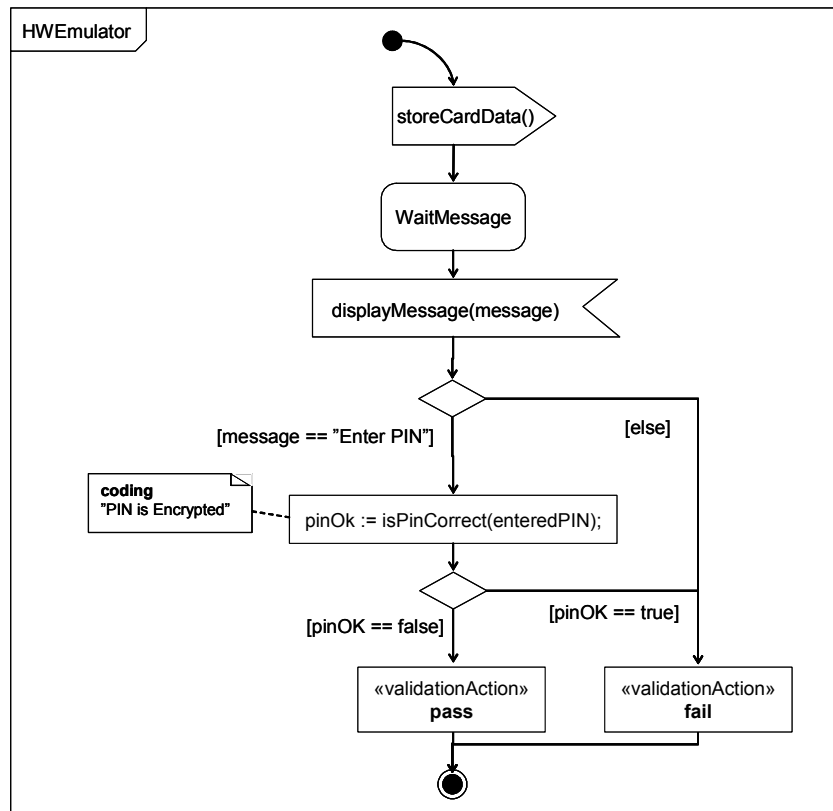 HWEmulator
storeCardData()
WaitMessage
displayMessage(message)
[message == ”Enter PIN”]
[else]
coding
”PIN is Encrypted”
pinOk := isPinCorrect(enteredPIN);
[pinOK == false]
[pinOK == true]
«validationAction»
pass
«validationAction»
fail